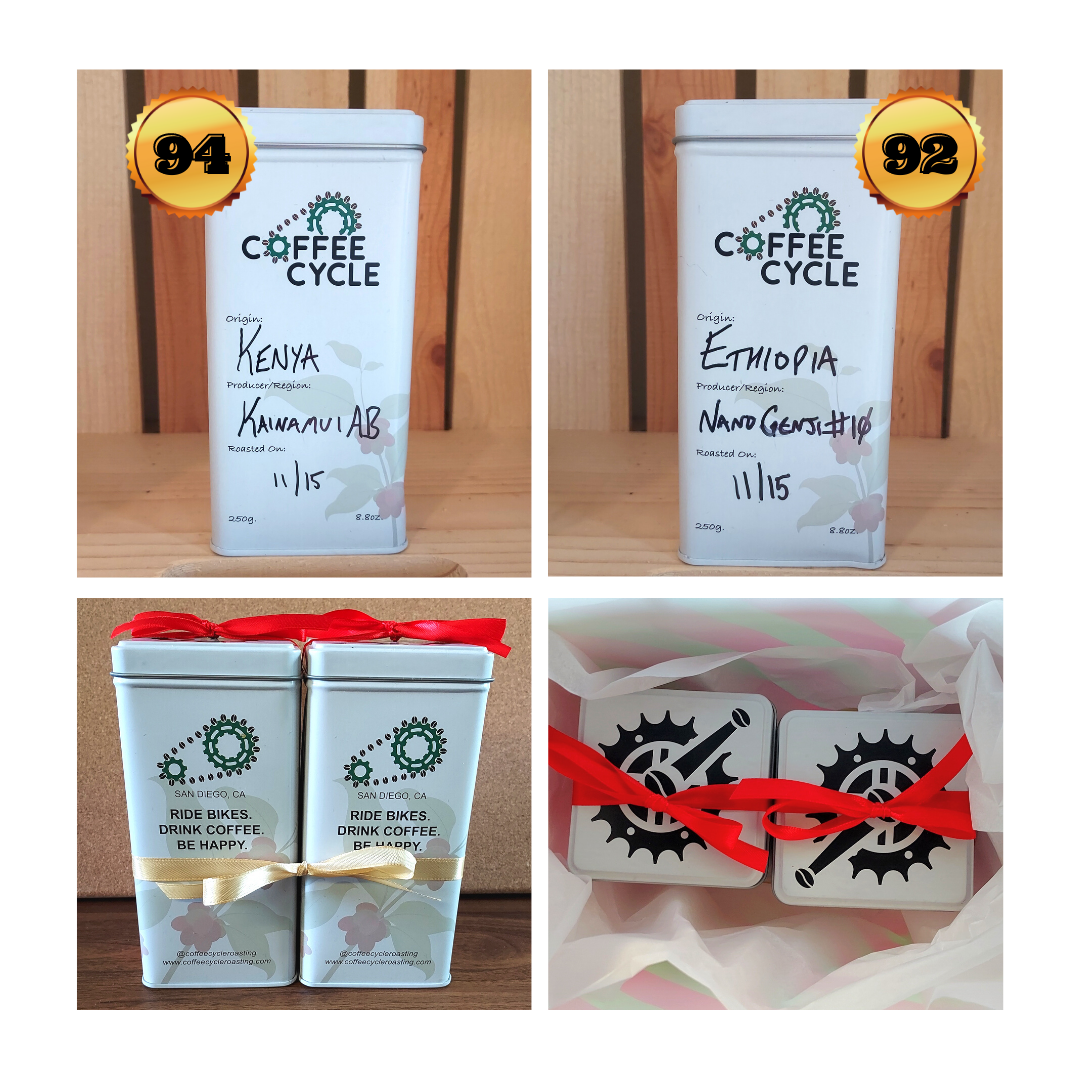 94
COFFEE
CYCLE
Origin:
KENYA
Producer/Region:
KAINAMUI AB
Roasted On:
11/15
250g.
8.8oz.
92
COFFEE
CYCLE
Origin:
ETHIOPIA
Producer/Region:
NANO GENJI #10
Roasted On:
11/15
250g.
8.8oz.
SAN DIEGO, CA
RIDE BIKES.
DRINK COFFEE.
BE HAPPY.
@coffeecycleroasting
www.coffeecycleroasting.com
SAN DIEGO, CA
RIDE BIKES.
DRINK COFFEE.
BE HAPPY.
@coffeecycleroasting
www.coffeecycleroasting.com